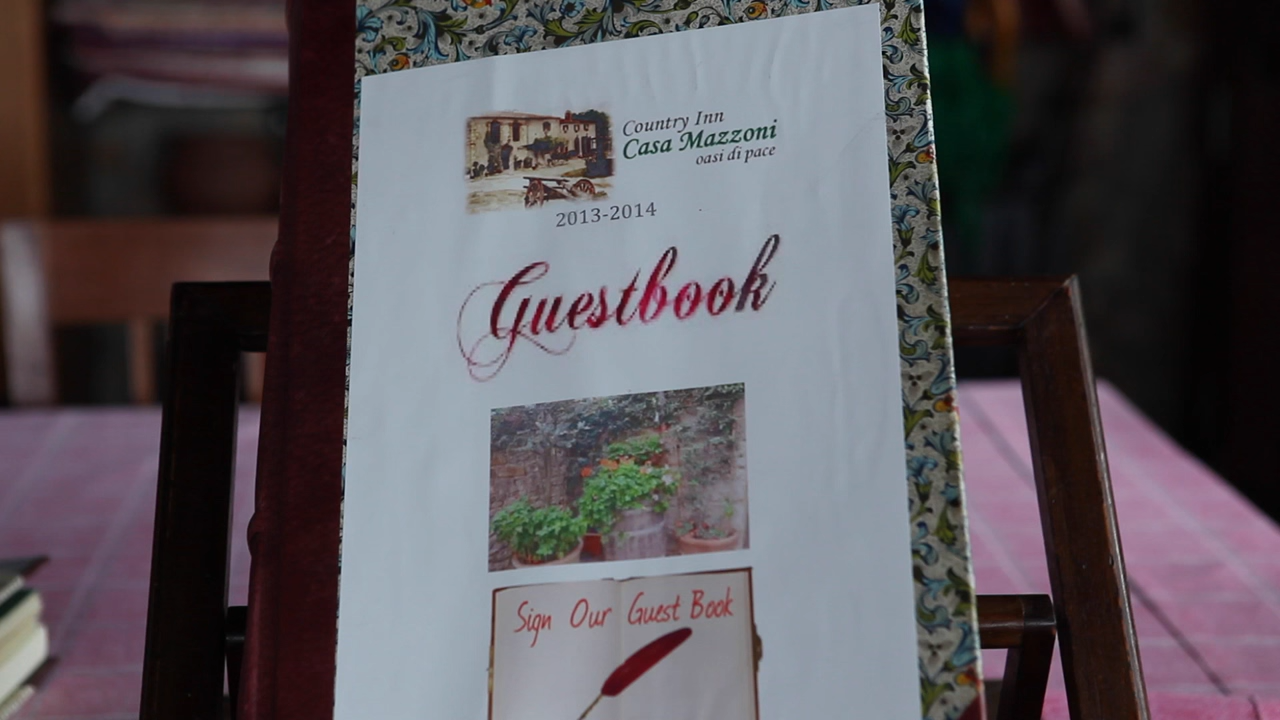 Country Inn
Casa Mazzoni
oasi di pace
2013-2014
Guestbook
Sign Our Guest Book